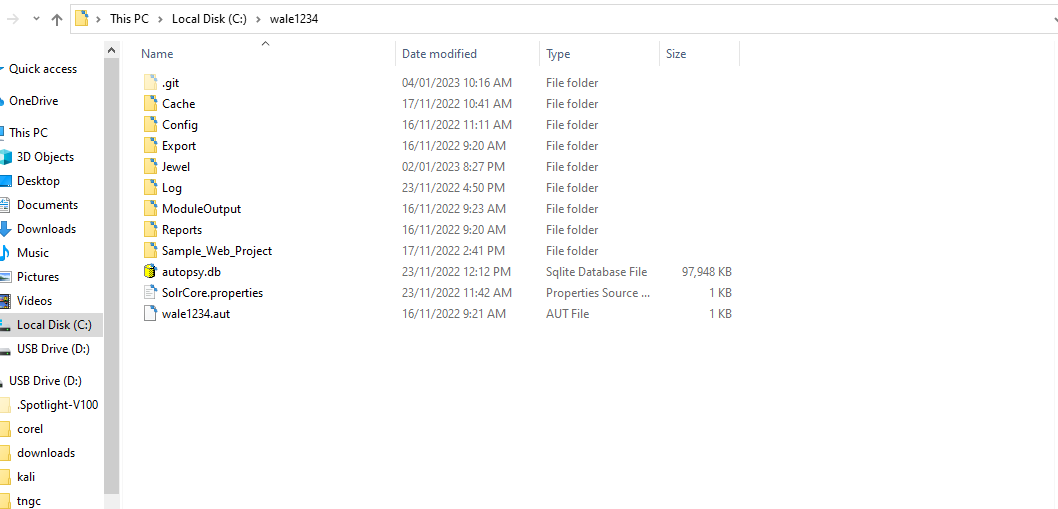 This PC > Local Disk (C:) > wale1234
Quick access
OneDrive
This PC
3D Objects
Desktop
Documents
Downloads
Music
Pictures
Videos
Local Disk (C:)
USB Drive (D:)
USB Drive (D:)
.Spotlight-V100
corel
downloads
kali
tngc
Name Date modified Type Size
.git 04/01/2023 10:16 AM File folder
Cache 17/11/2022 10:41 AM File folder
Config 16/11/2022 11:11 AM File folder
Export 16/11/2022 9:20 AM File folder
Jewel 02/01/2023 8:27 PM File folder
Log 23/11/2022 4:50 PM File folder
ModuleOutput 16/11/2022 9:23 AM File folder
Reports 16/11/2022 9:20 AM File folder
Sample_Web_Project 17/11/2022 2:41 PM File folder
autopsy.db 23/11/2022 12:12 PM Sqlite Database File 97,948 KB
SolrCore.properties 23/11/2022 11:42 AM Properties Source ... 1 KB
wale1234.aut 16/11/2022 9:21 AM AUT File 1 KB